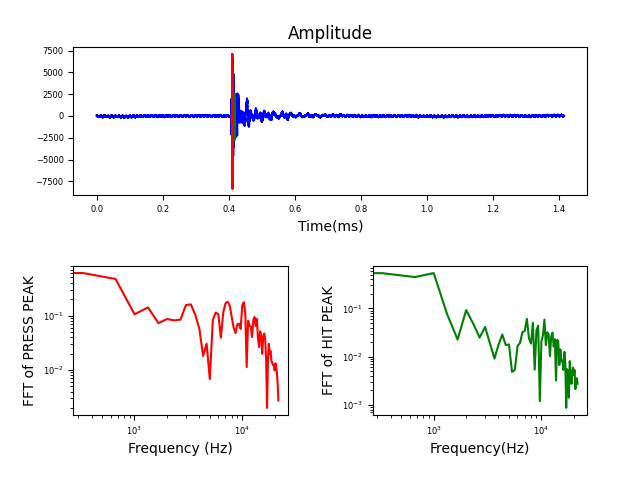 Amplitude
7500
5000
2500
0
−2500
−5000
−7500
0.0 0.2 0.4 0.6 0.8 1.0 1.2 1.4
Time(ms)
FFT of PRESS PEAK
10⁻¹
10⁻²
10³ 10⁴
Frequency (Hz)
FFT of HIT PEAK
10⁻¹
10⁻²
10⁻³
10³ 10⁴
Frequency(Hz)